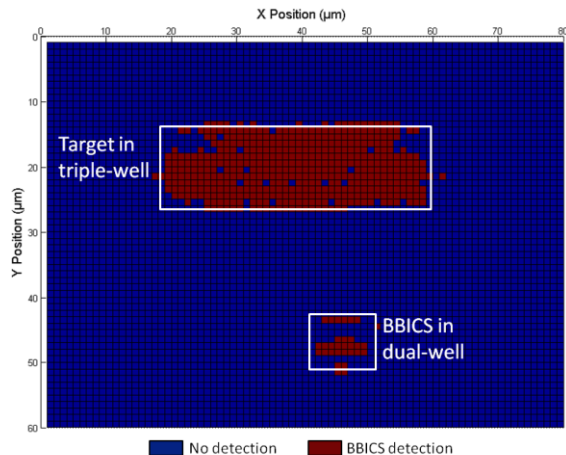 X Position (µm)
0 10 20 30 40 50 60 70 80
0
10
Target in
triple-well
20
Y Position (µm)
30
40
BBICS in
dual-well
50
60
No detection BBICS detection